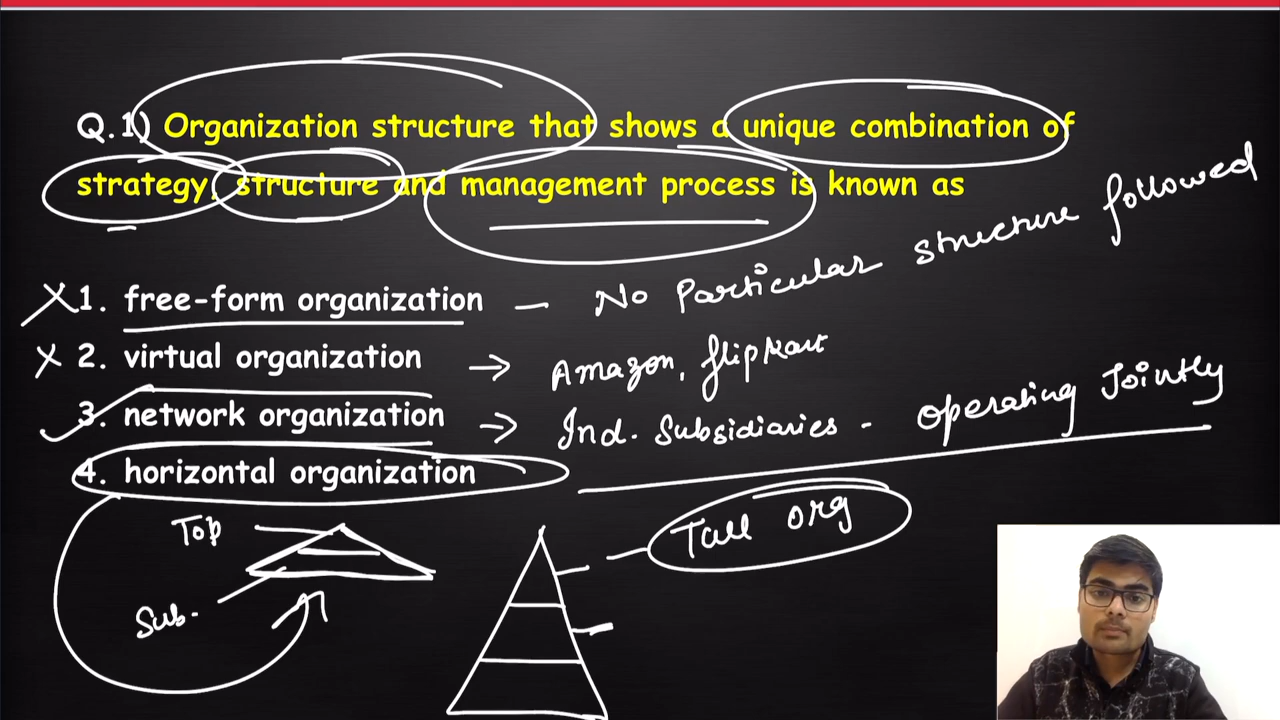 Q.1) Organization structure that shows a unique combination of
strategy, structure and management process is known as
1. free-form organization - No Particular structure followed
2. virtual organization → Amazon, flipkart
3. network organization → Ind. Subsidiaries - Operating Jointly
4. horizontal organization
Top
Tall org
Sub.